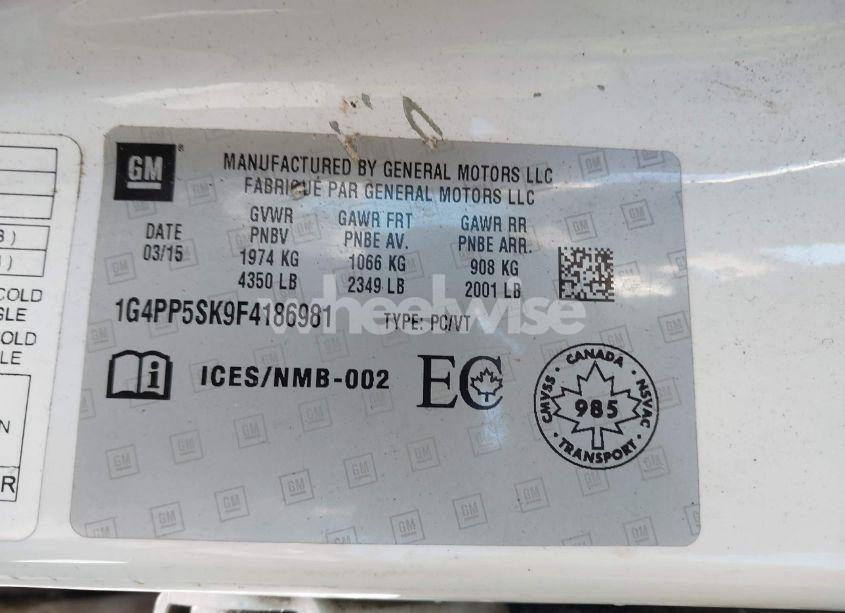 GM
MANUFACTURED BY GENERAL MOTORS LLC
FABRIQUÉ PAR GENERAL MOTORS LLC
DATE
03/15
GVWR
PNBV
1974 KG
4350 LB
GAWR FRT
PNBE AV.
1066 KG
2349 LB
GAWR RR
PNBE ARR.
908 KG
2001 LB
1G4PP5SK9F4186981
TYPE: PC/VT
wheelwise
ICES/NMB-002
EC
CANADA
CMVSS
NSVAC
985
TRANSPORT
COLD
COLD